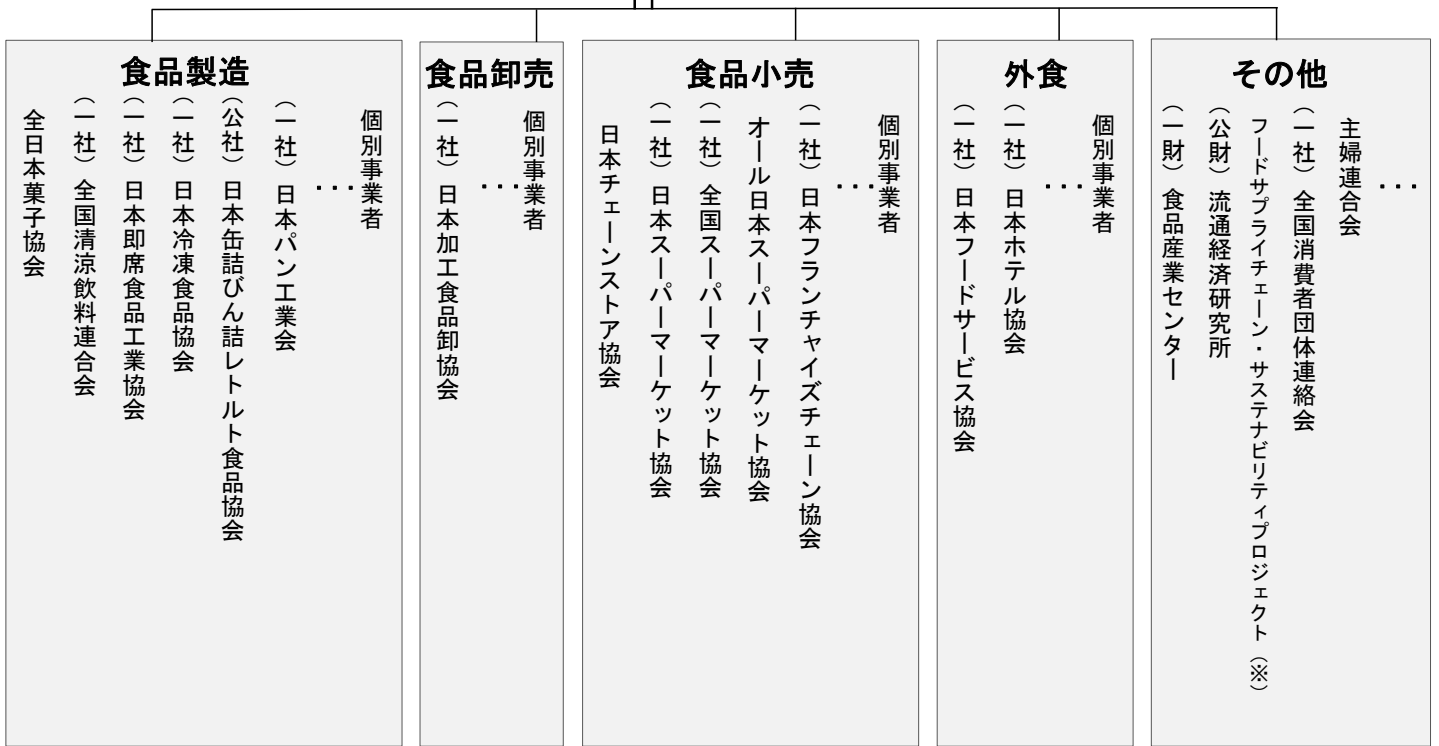 食品製造
個別事業者
・・・
（一社）日本パン工業会
（公社）日本缶詰びん詰レトルト食品協会
（一社）日本冷凍食品協会
（一社）日本即席食品工業協会
（一社）全国清涼飲料連合会
全日本菓子協会
食品卸売
個別事業者
・・・
（一社）日本加工食品卸協会
食品小売
個別事業者
・・・
（一社）日本フランチャイズチェーン協会
オール日本スーパーマーケット協会
（一社）全国スーパーマーケット協会
（一社）日本スーパーマーケット協会
日本チェーンストア協会
外食
個別事業者
・・・
（一社）日本ホテル協会
（一社）日本フードサービス協会
その他
・・・
主婦連合会
（一社）全国消費者団体連絡会
フードサプライチェーン・サステナビリティプロジェクト（※）
（公財）流通経済研究所
（一財）食品産業センター